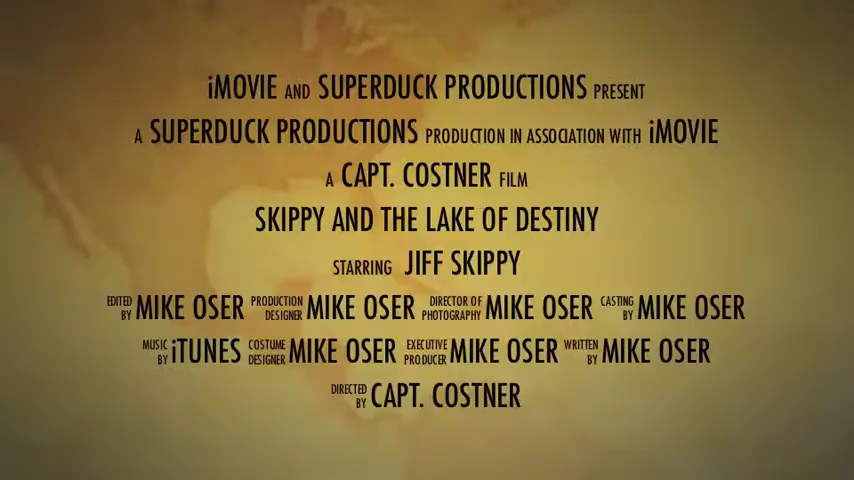 iMOVIE AND SUPERDUCK PRODUCTIONS PRESENT
A SUPERDUCK PRODUCTIONS PRODUCTION IN ASSOCIATION WITH iMOVIE
A CAPT. COSTNER FILM
SKIPPY AND THE LAKE OF DESTINY
STARRING JIFF SKIPPY
EDITED BY MIKE OSER PRODUCTION DESIGNER MIKE OSER DIRECTOR OF PHOTOGRAPHY MIKE OSER CASTING BY MIKE OSER
MUSIC BY iTUNES COSTUME DESIGNER MIKE OSER EXECUTIVE PRODUCER MIKE OSER WRITTEN BY MIKE OSER
DIRECTED BY CAPT. COSTNER